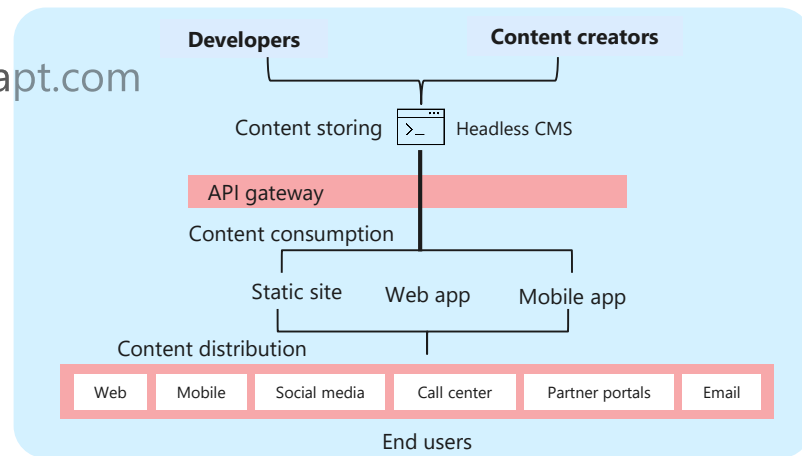 Developers
Content creators
apt.com
Content storing
>_
Headless CMS
API gateway
Content consumption
Static site
Web app
Mobile app
Content distribution
Web
Mobile
Social media
Call center
Partner portals
Email
End users